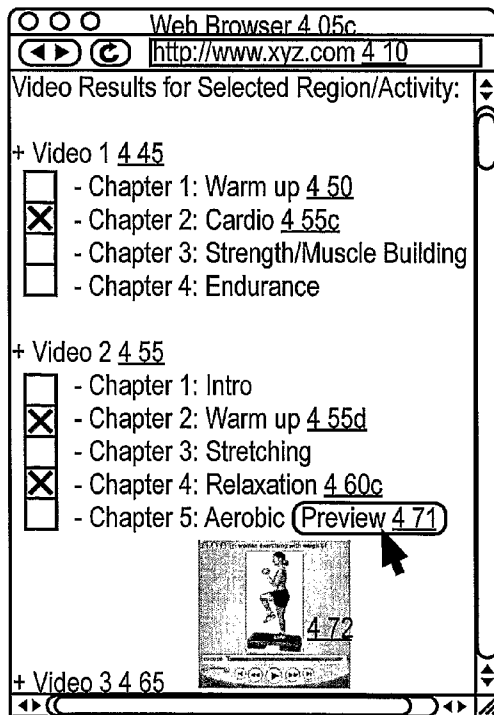 Web Browser 4 05c
http://www.xyz.com 4 10
Video Results for Selected Region/Activity:
+ Video 1 4 45
- Chapter 1: Warm up 4 50
- Chapter 2: Cardio 4 55c
- Chapter 3: Strength/Muscle Building
- Chapter 4: Endurance
+ Video 2 4 55
- Chapter 1: Intro
- Chapter 2: Warm up 4 55d
- Chapter 3: Stretching
- Chapter 4: Relaxation 4 60c
- Chapter 5: Aerobic Preview 4 71
4 72
+ Video 3 4 65